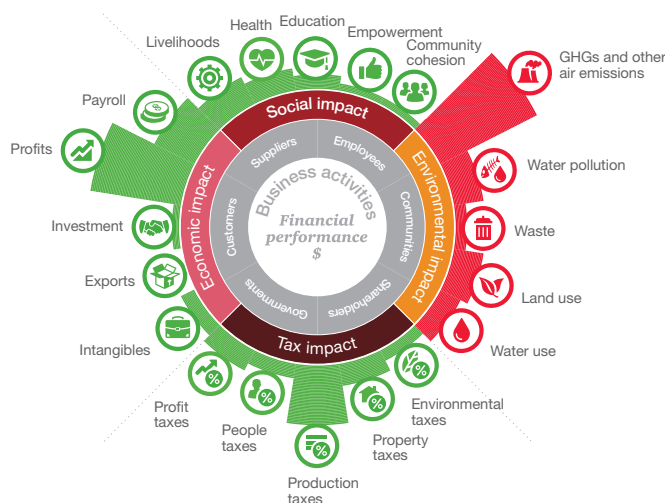 Education
Health
Empowerment
Livelihoods
Community
cohesion
GHGs and other
air emissions
Payroll
Profits
Water pollution
Investment
Waste
Exports
Land use
Intangibles
Water use
Profit
taxes
People
taxes
Production
taxes
Property
taxes
Environmental
taxes
Social impact
Environmental impact
Tax impact
Economic impact
Suppliers
Employees
Communities
Shareholders
Governments
Customers
Business activities
Financial
performance
$